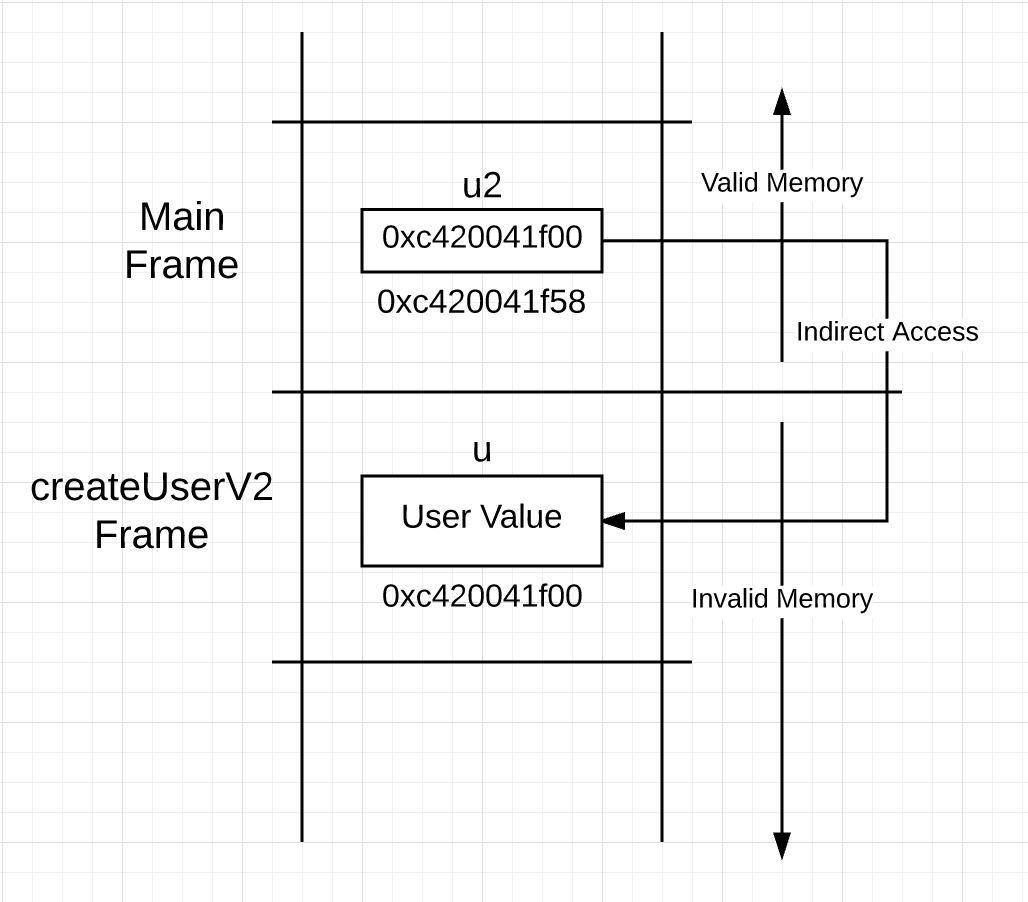 Main
Frame
u2
0xc420041f00
0xc420041f58
Valid Memory
Indirect Access
createUserV2
Frame
u
User Value
0xc420041f00
Invalid Memory